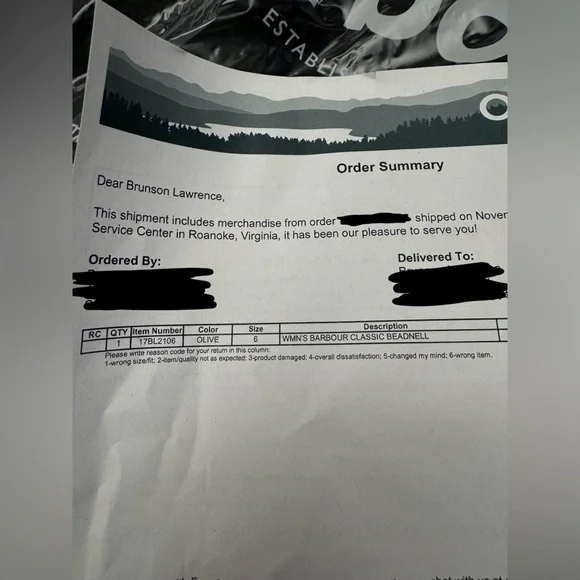 ESTABLIS
Order Summary
Dear Brunson Lawrence,
This shipment includes merchandise from order shipped on Novem
Service Center in Roanoke, Virginia, it has been our pleasure to serve you!
Ordered By:
Delivered To:
RC QTY Item Number Color Size Description
1 17BL2106 OLIVE 6 WMN'S BARBOUR CLASSIC BEADNELL
Please write reason code for your return in this column:
1-wrong size/fit; 2-item/quality not as expected; 3-product damaged; 4-overall dissatisfaction; 5-changed my mind; 6-wrong item.